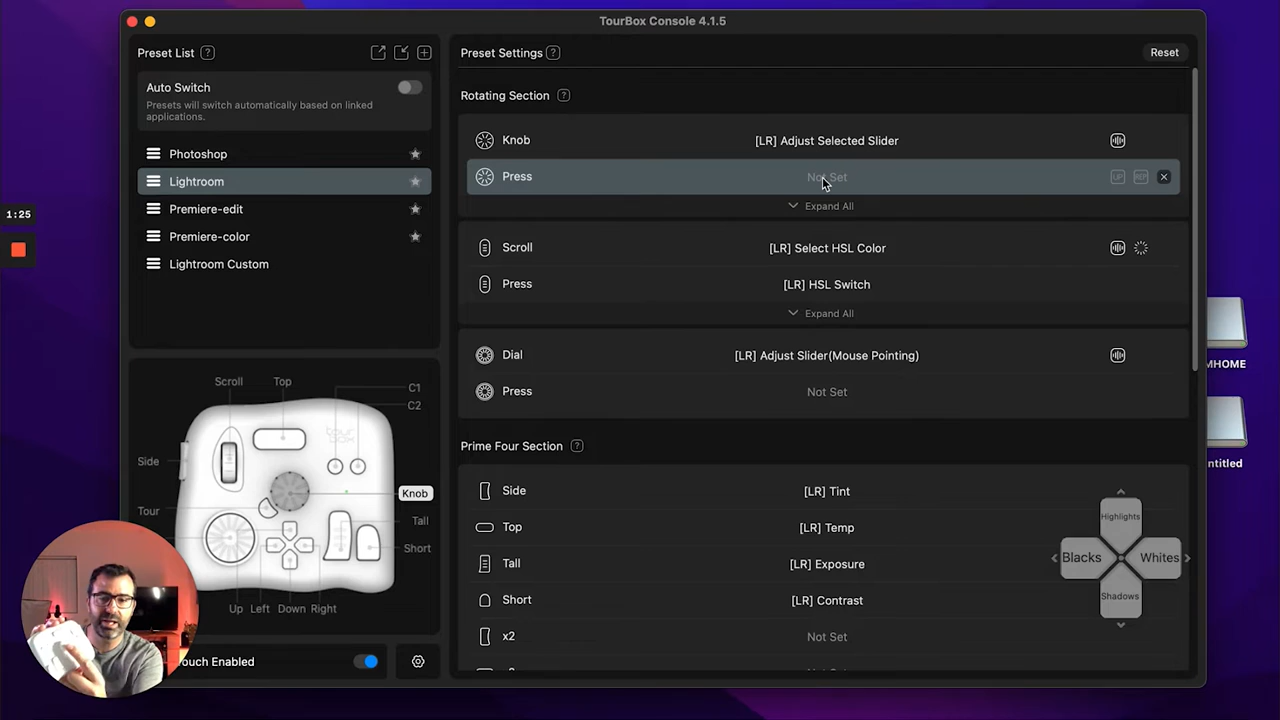 TourBox Console 4.1.5
Preset List ?
Auto Switch
Presets will switch automatically based on linked
applications.
Photoshop
Lightroom
Premiere-edit
Premiere-color
Lightroom Custom
1:25
Scroll
Top
C1
C2
Side
Knob
Tour
Tall
Short
Up
Left
Down
Right
ouch Enabled
Preset Settings ?
Reset
Rotating Section ?
Knob
[LR] Adjust Selected Slider
Press
Not Set
UP
REP
Expand All
Scroll
[LR] Select HSL Color
Press
[LR] HSL Switch
Expand All
Dial
[LR] Adjust Slider(Mouse Pointing)
Press
Not Set
Prime Four Section ?
Side
[LR] Tint
Top
[LR] Temp
Tall
[LR] Exposure
Short
[LR] Contrast
x2
Not Set
Highlights
Blacks
Whites
Shadows
MHOME
ntitled